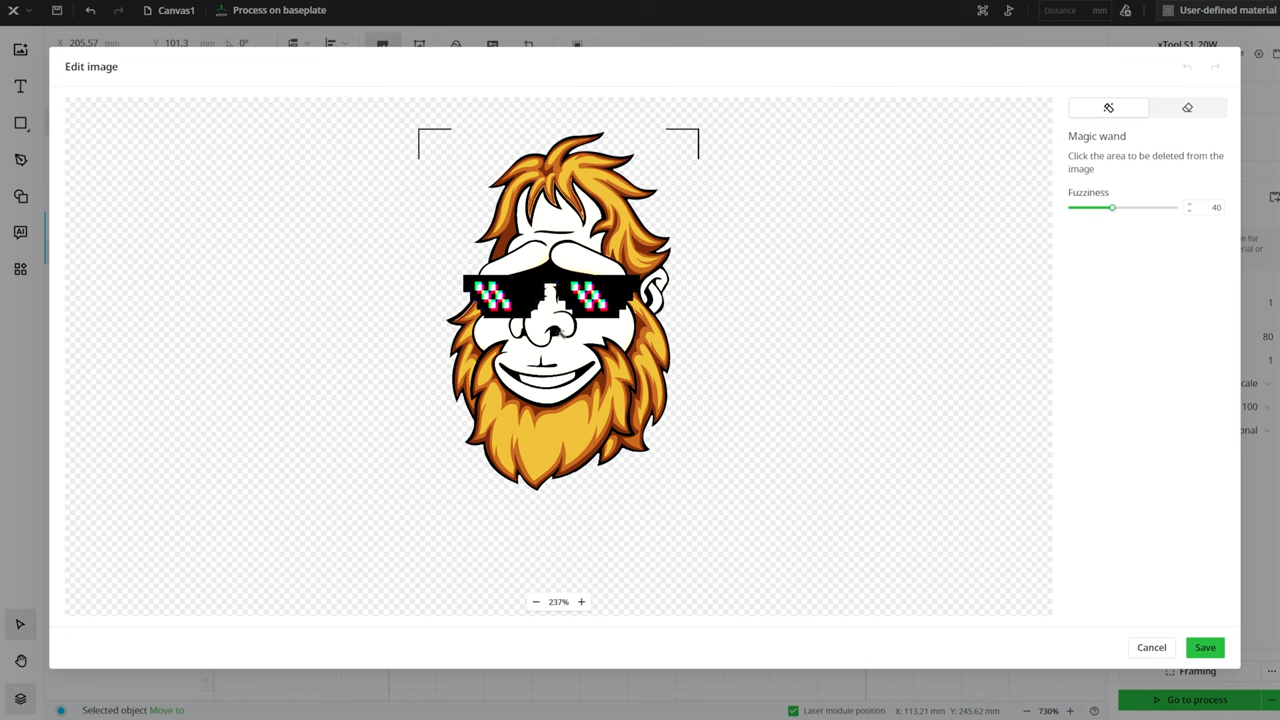 Canvas1
Process on baseplate
Distance mm
User-defined material
X 205.57 mm Y 101.3 mm 0°
xTool S1 20W
Edit image
Magic wand
Click the area to be deleted from the
image
Fuzziness
40
AI
1
80
1
100
237%
Cancel
Save
Framing
Go to process
Selected object Move to
Laser module position X: 113.21 mm Y: 245.62 mm
730%